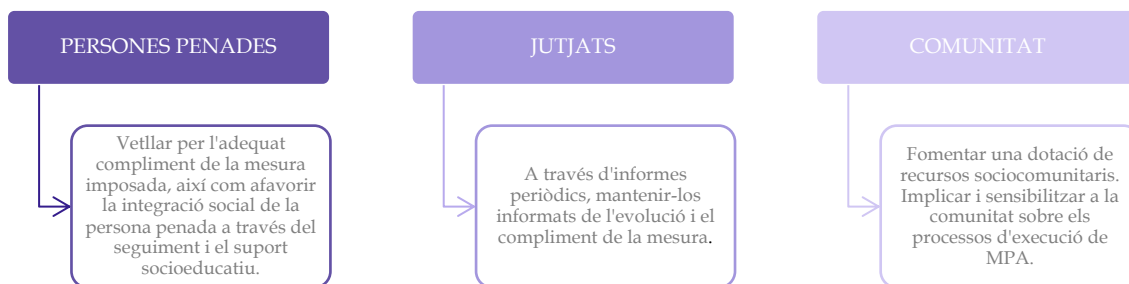 PERSONES PENADES
Vetllar per l'adequat
compliment de la mesura
imposada, així com afavorir
la integració social de la
persona penada a través del
seguiment i el suport
socioeducatiu.
JUTJATS
A través d'informes
periòdics, mantenir-los
informats de l'evolució i el
compliment de la mesura.
COMUNITAT
Fomentar una dotació de
recursos sociocomunitaris.
Implicar i sensibilitzar a la
comunitat sobre els
processos d'execució de
MPA.